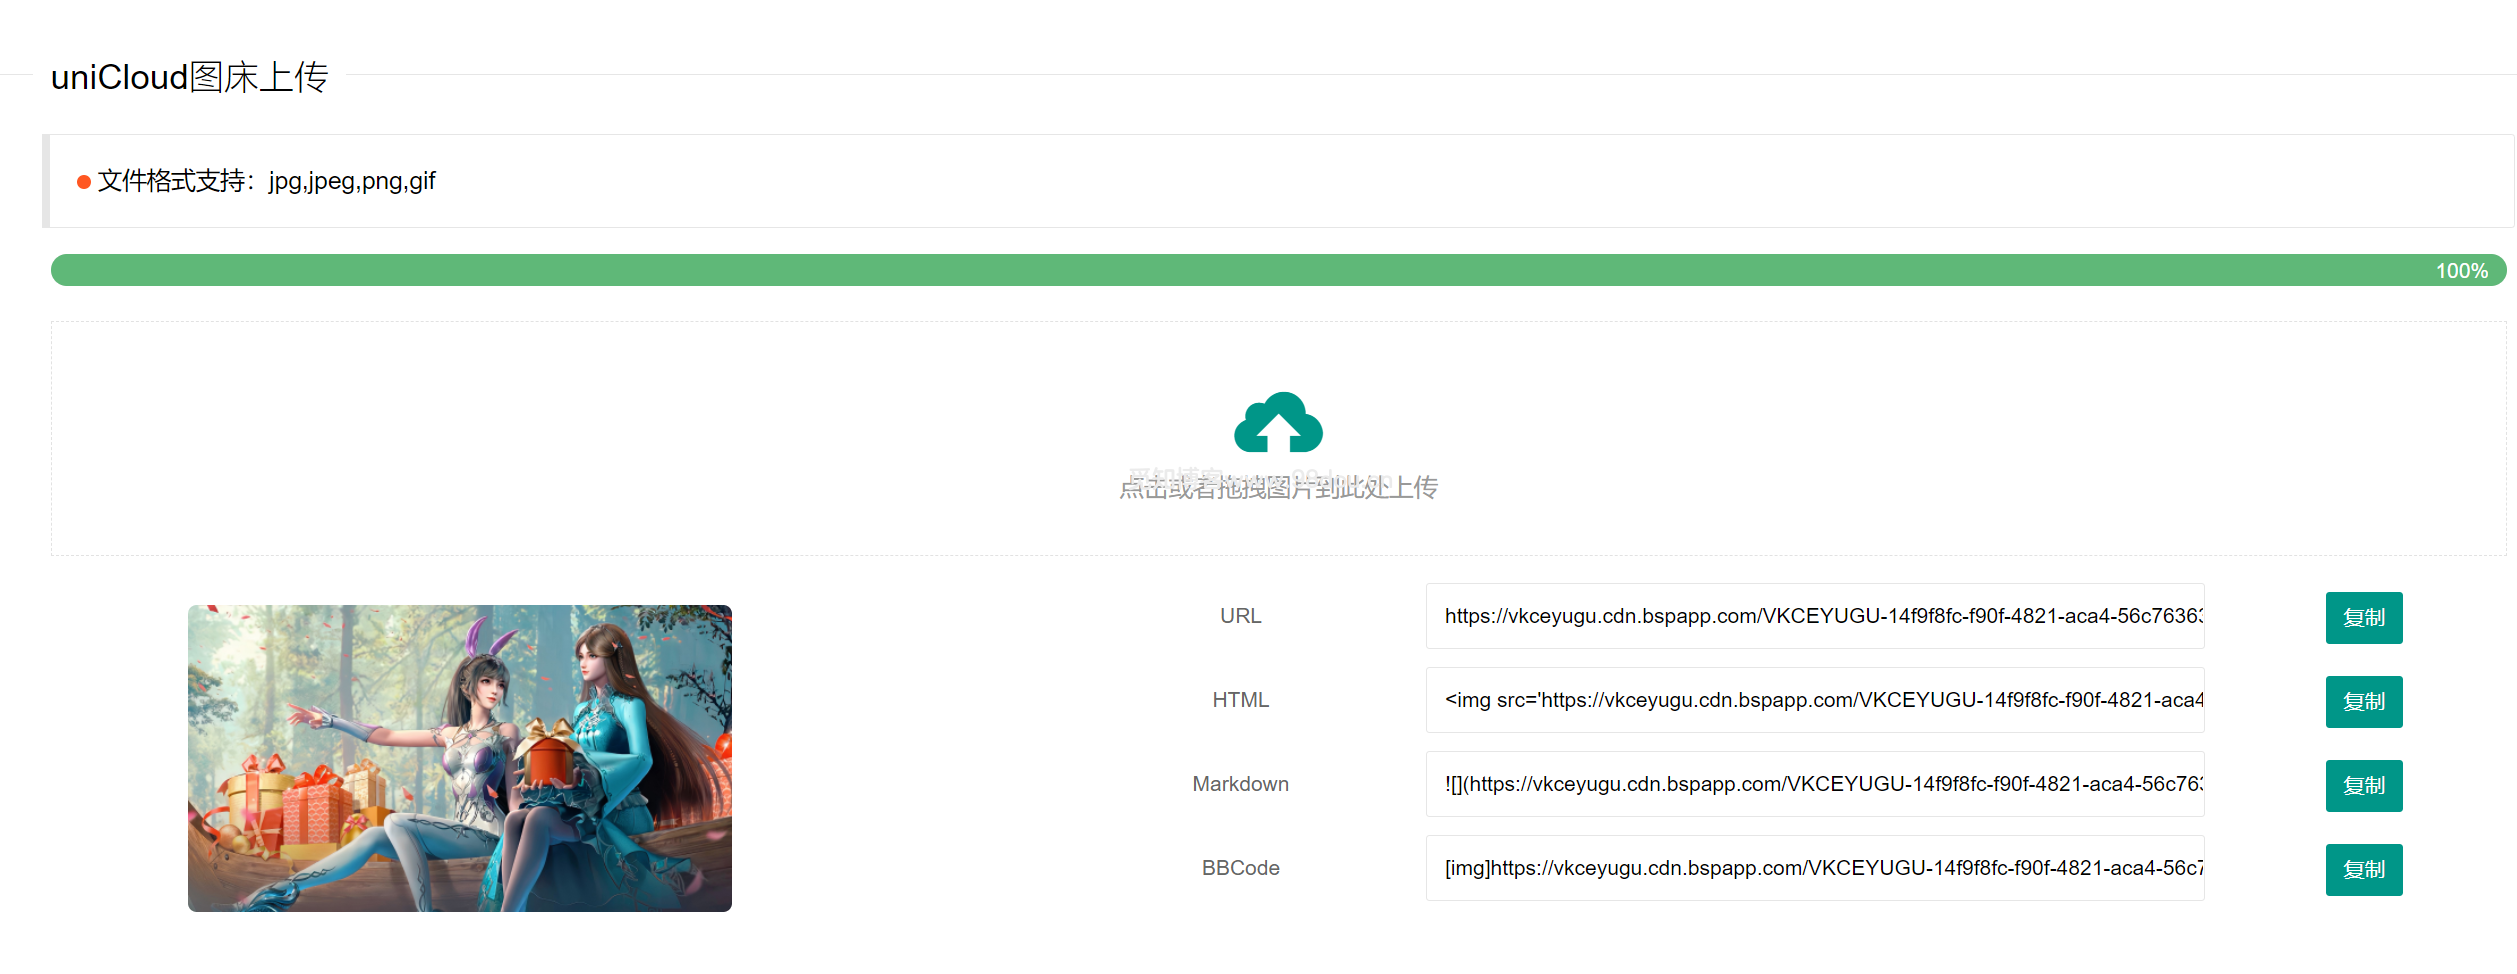 uniCloud图床上传
文件格式支持：jpg,jpeg,png,gif
100%
点击或者拖拽图片到此处上传
URL
https://vkceyugu.cdn.bspapp.com/VKCEYUGU-14f9f8fc-f90f-4821-aca4-56c76363
复制
HTML
<img src='https://vkceyugu.cdn.bspapp.com/VKCEYUGU-14f9f8fc-f90f-4821-aca4
复制
Markdown
![](https://vkceyugu.cdn.bspapp.com/VKCEYUGU-14f9f8fc-f90f-4821-aca4-56c763
复制
BBCode
[img]https://vkceyugu.cdn.bspapp.com/VKCEYUGU-14f9f8fc-f90f-4821-aca4-56c7
复制